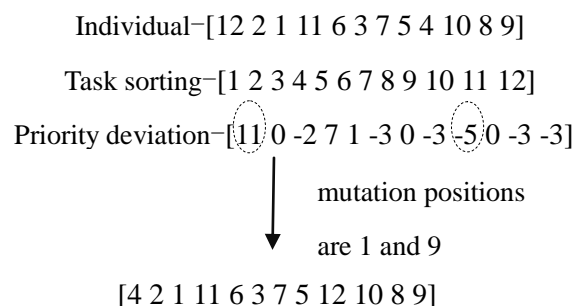 Individual–[12 2 1 11 6 3 7 5 4 10 8 9]
Task sorting–[1 2 3 4 5 6 7 8 9 10 11 12]
Priority deviation–[11 0 -2 7 1 -3 0 -3 -5 0 -3 -3]
mutation positions
are 1 and 9
[4 2 1 11 6 3 7 5 12 10 8 9]